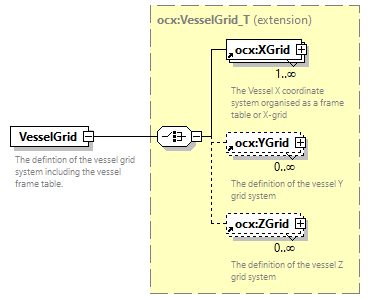 ocx:VesselGrid_T (extension)
ocx:XGrid
1..∞
The Vessel X coordinate
system organised as a frame
table or X-grid
VesselGrid
The defintion of the vessel grid
system including the vessel
frame table.
ocx:YGrid
0..∞
The definition of the vessel Y
grid system
ocx:ZGrid
0..∞
The definition of the vessel Z
grid system